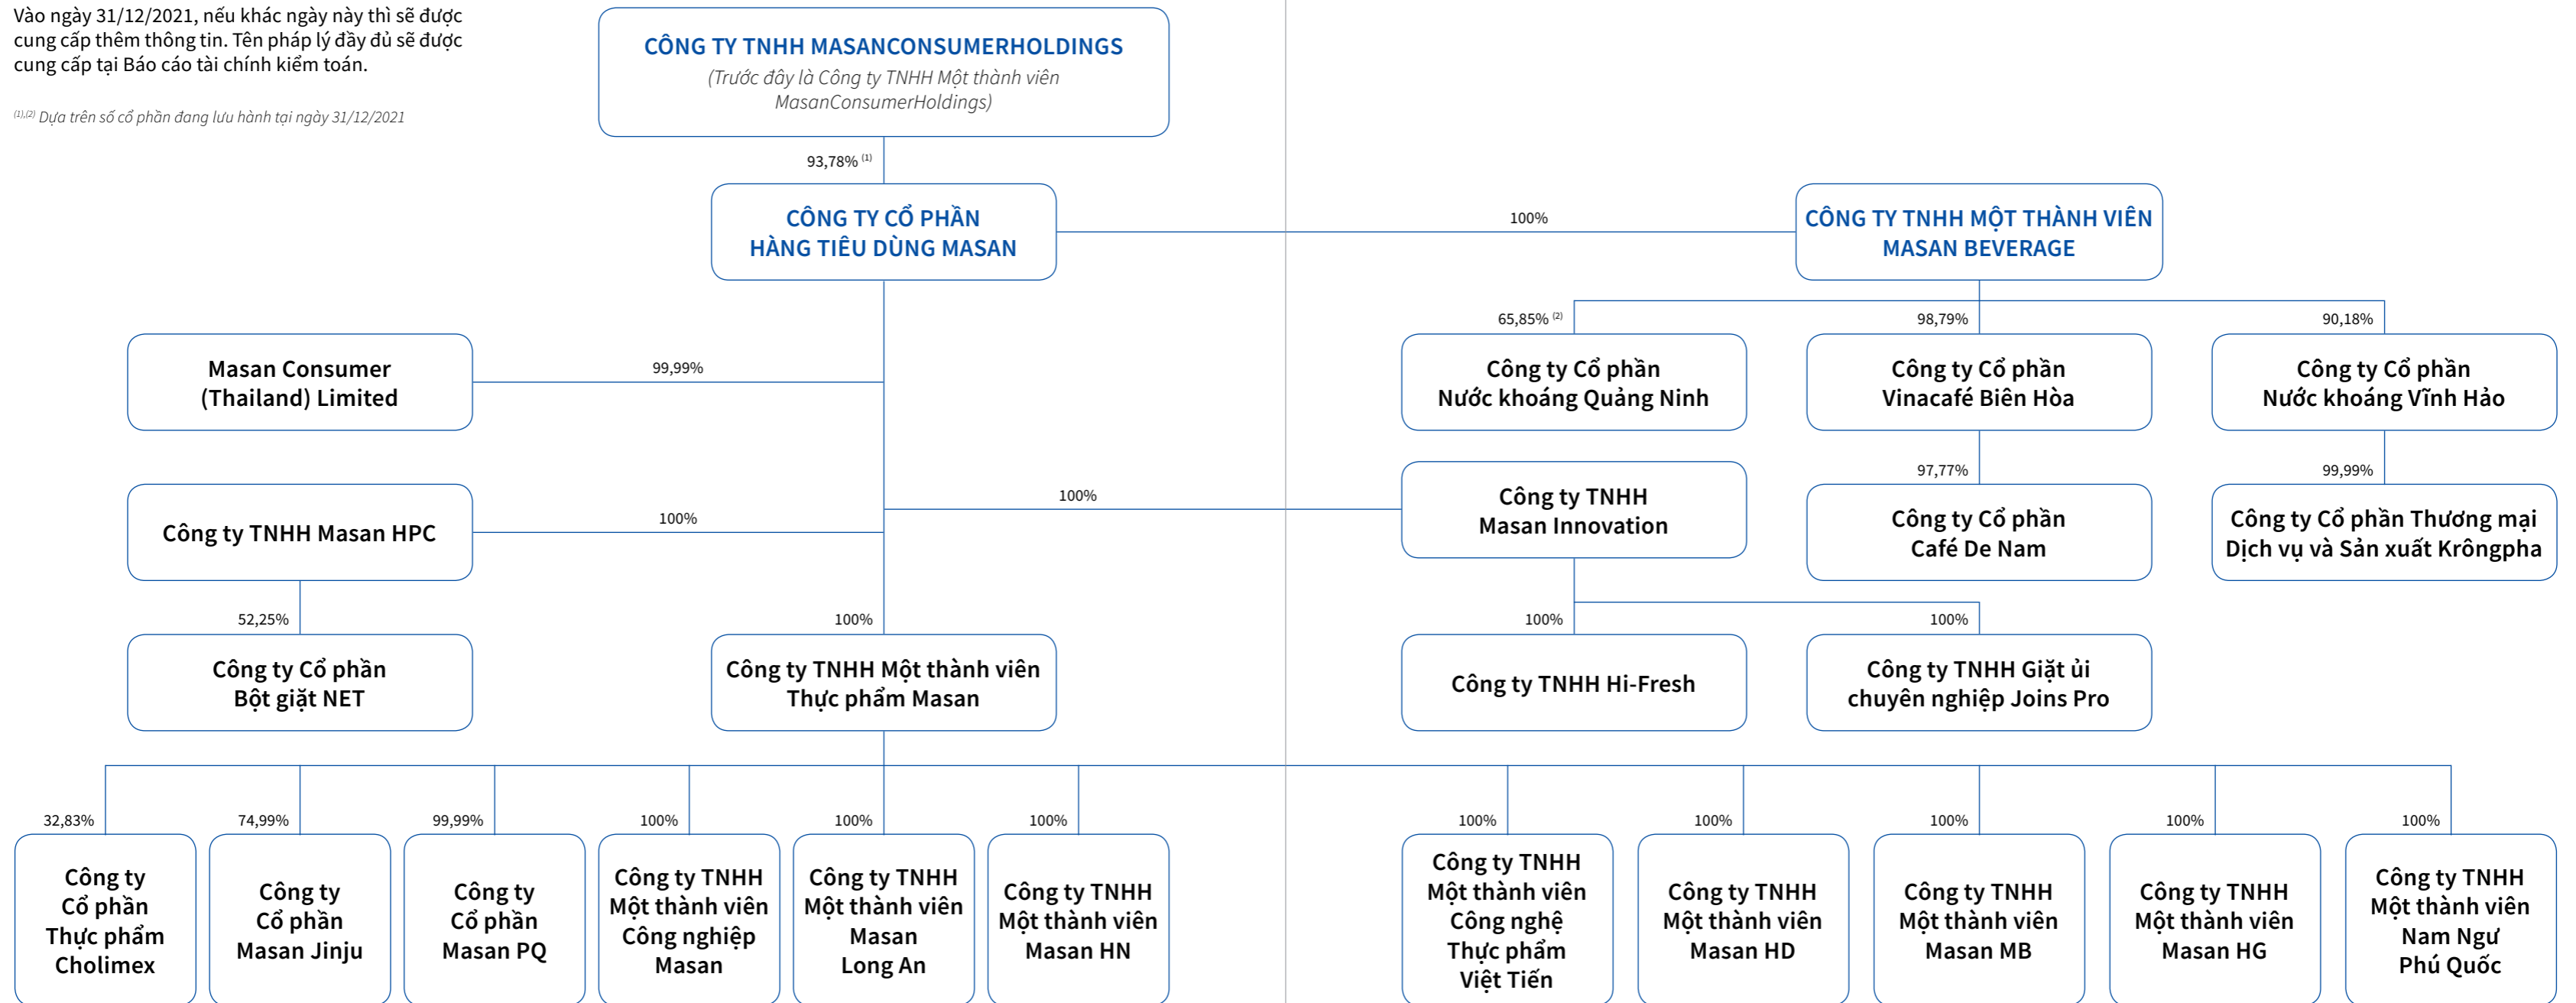 Vào ngày 31/12/2021, nếu khác ngày này thì sẽ được
cung cấp thêm thông tin. Tên pháp lý đầy đủ sẽ được
cung cấp tại Báo cáo tài chính kiểm toán.
(1),(2) Dựa trên số cổ phần đang lưu hành tại ngày 31/12/2021
CÔNG TY TNHH MASANCONSUMERHOLDINGS
(Trước đây là Công ty TNHH Một thành viên
MasanConsumerHoldings)
93,78% (1)
CÔNG TY CỔ PHẦN
HÀNG TIÊU DÙNG MASAN
100%
CÔNG TY TNHH MỘT THÀNH VIÊN
MASAN BEVERAGE
65,85% (2)
98,79%
90,18%
Masan Consumer
(Thailand) Limited
99,99%
Công ty Cổ phần
Nước khoáng Quảng Ninh
Công ty Cổ phần
Vinacafé Biên Hòa
Công ty Cổ phần
Nước khoáng Vĩnh Hảo
97,77%
99,99%
Công ty TNHH Masan HPC
100%
100%
Công ty TNHH
Masan Innovation
Công ty Cổ phần
Café De Nam
Công ty Cổ phần Thương mại
Dịch vụ và Sản xuất Krôngpha
52,25%
100%
100%
100%
Công ty Cổ phần
Bột giặt NET
Công ty TNHH Một thành viên
Thực phẩm Masan
Công ty TNHH Hi-Fresh
Công ty TNHH Giặt ủi
chuyên nghiệp Joins Pro
32,83%
74,99%
99,99%
100%
100%
100%
100%
100%
100%
100%
100%
Công ty
Cổ phần
Thực phẩm
Cholimex
Công ty
Cổ phần
Masan Jinju
Công ty
Cổ phần
Masan PQ
Công ty TNHH
Một thành viên
Công nghiệp
Masan
Công ty TNHH
Một thành viên
Masan
Long An
Công ty TNHH
Một thành viên
Masan HN
Công ty TNHH
Một thành viên
Công nghệ
Thực phẩm
Việt Tiến
Công ty TNHH
Một thành viên
Masan HD
Công ty TNHH
Một thành viên
Masan MB
Công ty TNHH
Một thành viên
Masan HG
Công ty TNHH
Một thành viên
Nam Ngư
Phú Quốc